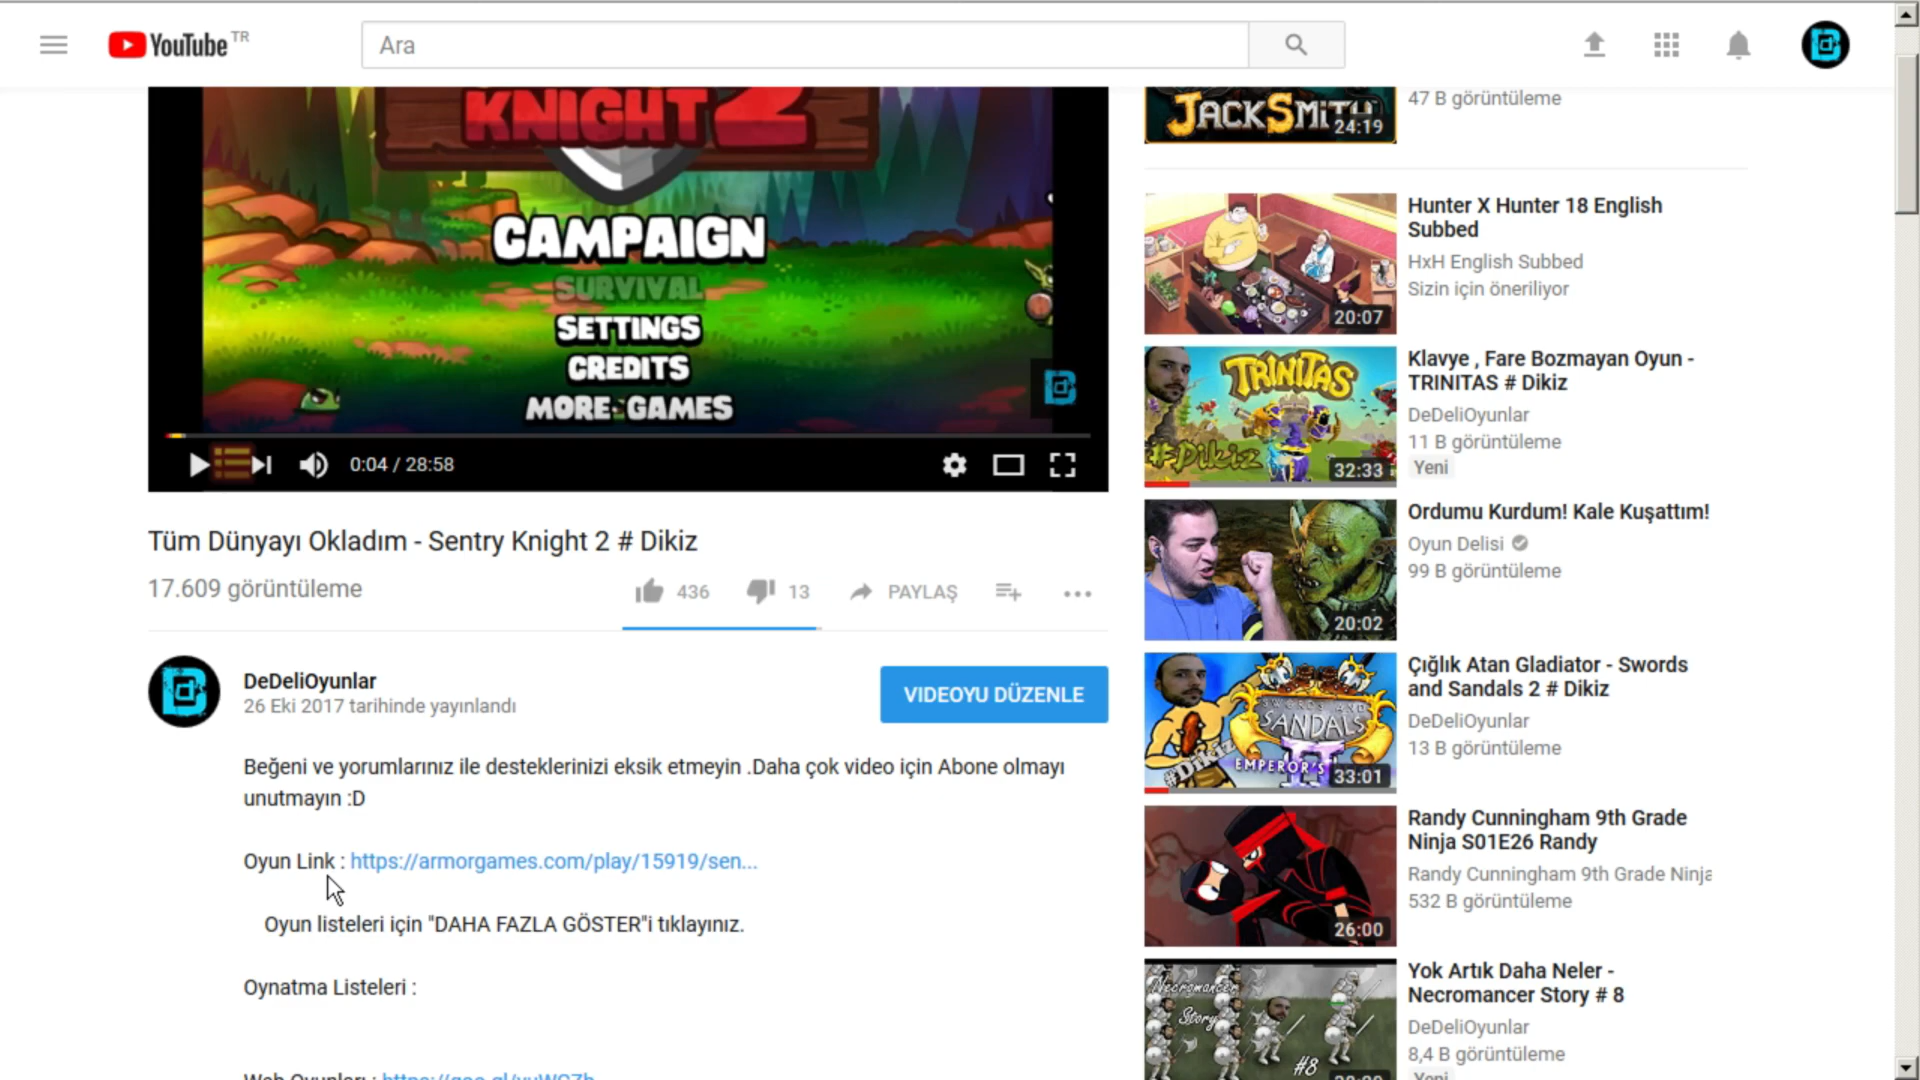 YouTube TR
Ara
KNIGHT 2
CAMPAIGN
SURVIVAL
SETTINGS
CREDITS
MORE GAMES
0:04 / 28:58
Tüm Dünyayı Okladım - Sentry Knight 2 # Dikiz
17.609 görüntüleme
436
13
PAYLAŞ
DeDeliOyunlar
26 Eki 2017 tarihinde yayınlandı
VIDEOYU DÜZENLE
Beğeni ve yorumlarınız ile desteklerinizi eksik etmeyin .Daha çok video için Abone olmayı
unutmayın :D
Oyun Link : https://armorgames.com/play/15919/sen...
Oyun listeleri için "DAHA FAZLA GÖSTER"i tıklayınız.
Oynatma Listeleri :
JACKSMITH
24:19
47 B görüntüleme
20:07
Hunter X Hunter 18 English
Subbed
HxH English Subbed
Sizin için öneriliyor
TRINITAS
#Dikiz
32:33
Klavye , Fare Bozmayan Oyun -
TRINITAS # Dikiz
DeDeliOyunlar
11 B görüntüleme
Yeni
20:02
Ordumu Kurdum! Kale Kuşattım!
Oyun Delisi
99 B görüntüleme
SWORDS AND
SANDALS
II
EMPEROR'S
#Dikiz
33:01
Çığlık Atan Gladiator - Swords
and Sandals 2 # Dikiz
DeDeliOyunlar
13 B görüntüleme
26:00
Randy Cunningham 9th Grade
Ninja S01E26 Randy
Randy Cunningham 9th Grade Ninja
532 B görüntüleme
Necromancer
Story
#8
Yok Artık Daha Neler -
Necromancer Story # 8
DeDeliOyunlar
8,4 B görüntüleme
Yeni